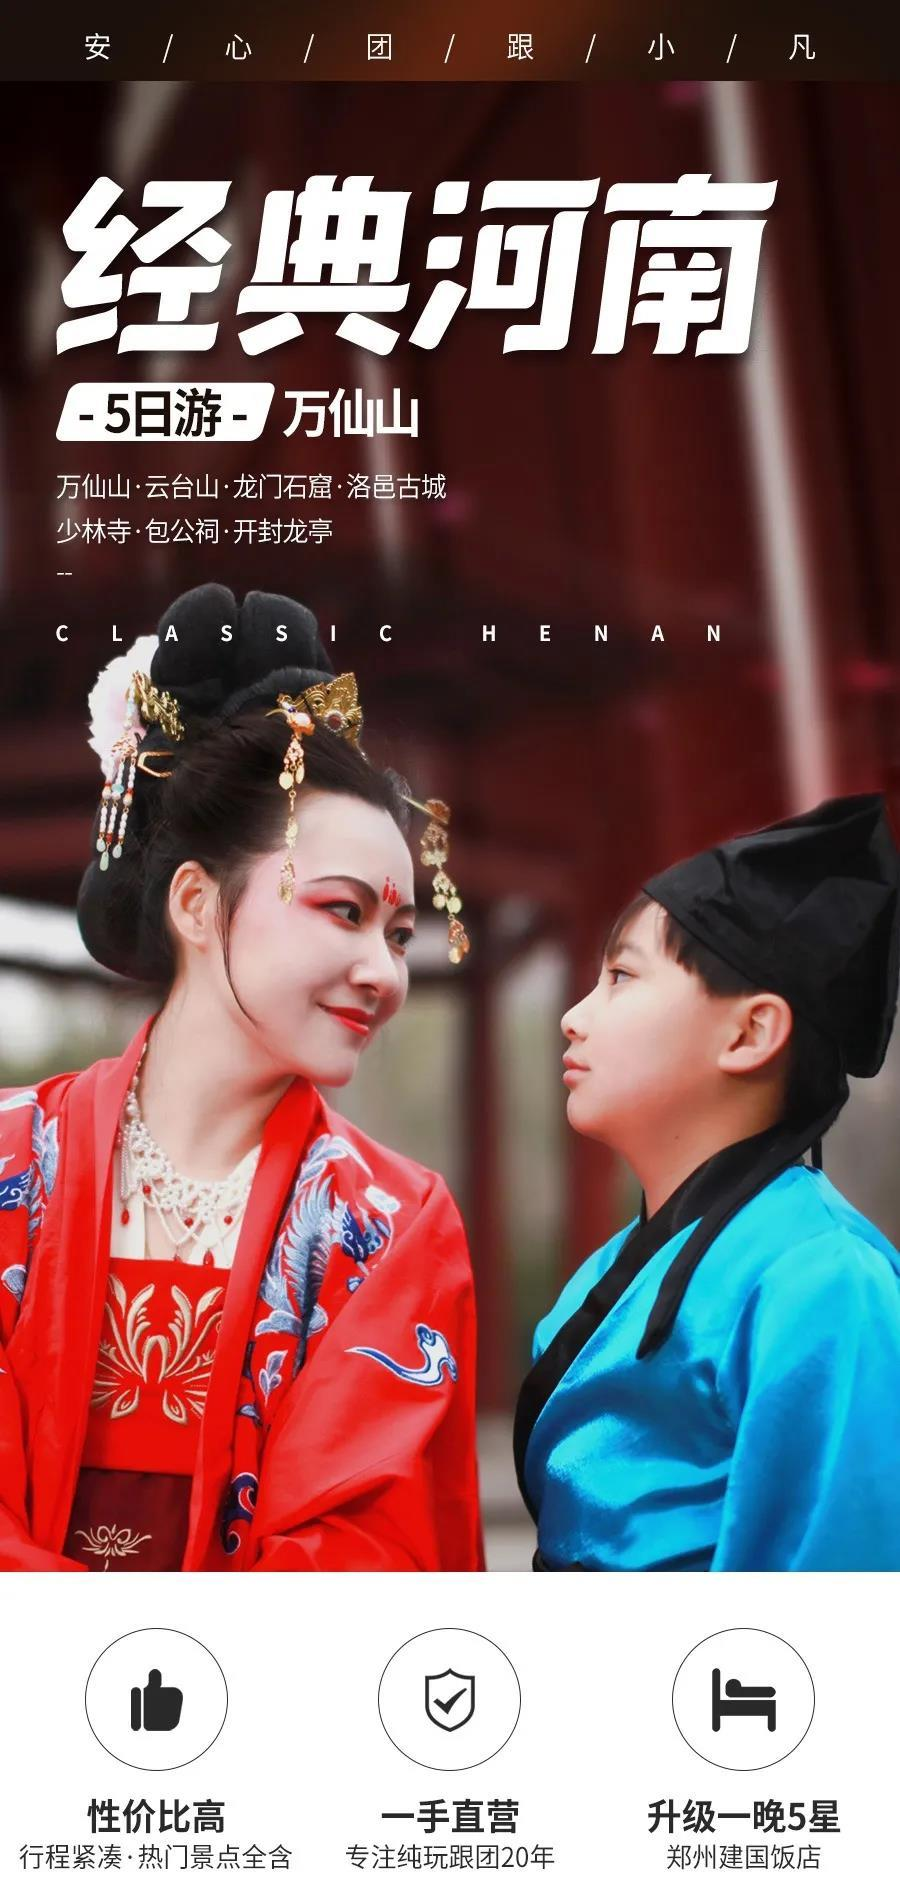 安 / 心 / 团 / 跟 / 小 / 凡
经典河南
- 5日游 - 万仙山
万仙山·云台山·龙门石窟·洛邑古城
少林寺·包公祠·开封龙亭
--
CLASSIC HENAN
性价比高 一手直营 升级一晚5星
行程紧凑·热门景点全含 专注纯玩跟团20年 郑州建国饭店